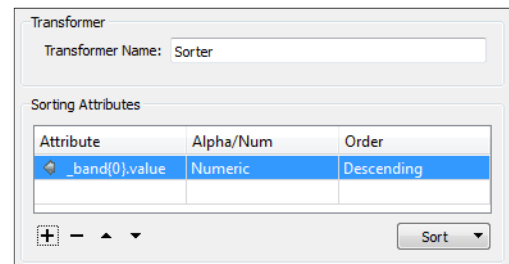 Transformer
Transformer Name: Sorter
Sorting Attributes
Attribute Alpha/Num Order
_band{0}.value Numeric Descending
Sort